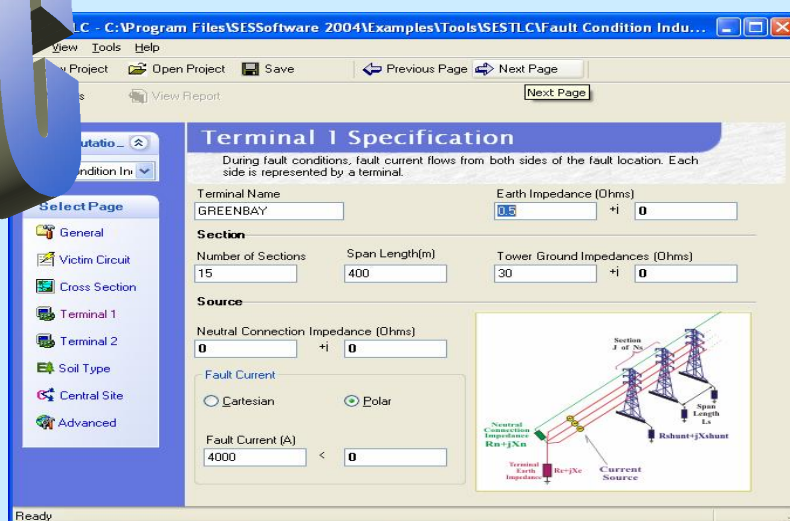 LC - C:\Program Files\SESSoftware 2004\Examples\Tools\SESTLC\Fault Condition Indu...
View Tools Help
Project Open Project Save Previous Page Next Page
View Report Next Page
Terminal 1 Specification
During fault conditions, fault current flows from both sides of the fault location. Each
side is represented by a terminal.
Select Page
General
Victim Circuit
Cross Section
Terminal 1
Terminal 2
Soil Type
Central Site
Advanced
Terminal Name Earth Impedance (Ohms)
GREENBAY 0.5 +i 0
Section
Number of Sections Span Length(m) Tower Ground Impedances (Ohms)
15 400 30 +i 0
Source
Neutral Connection Impedance (Ohms)
0 +i 0
Fault Current
Cartesian Polar
Fault Current (A)
4000 < 0
Section
J of Ns
Span
Length
Ls
Neutral
Connection
Impedance
Rn+jXn
Rshunt+jXshunt
Terminal
Earth
Impedance
Re+jXe
Current
Source
Ready